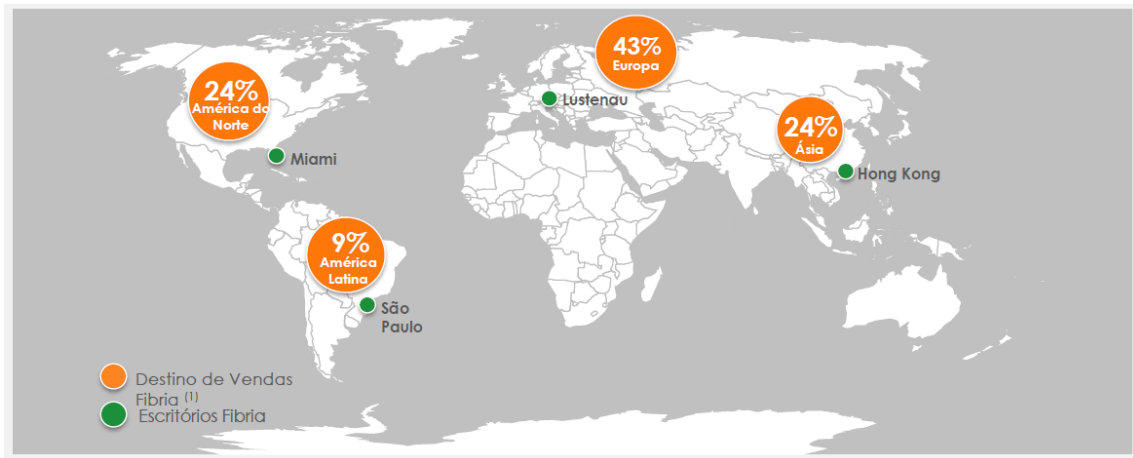 43%
Europa
24%
América do
Norte
Lustenau
24%
Ásia
Miami
Hong Kong
9%
América
Latina
São
Paulo
Destino de Vendas
Fibria (1)
Escritórios Fibria